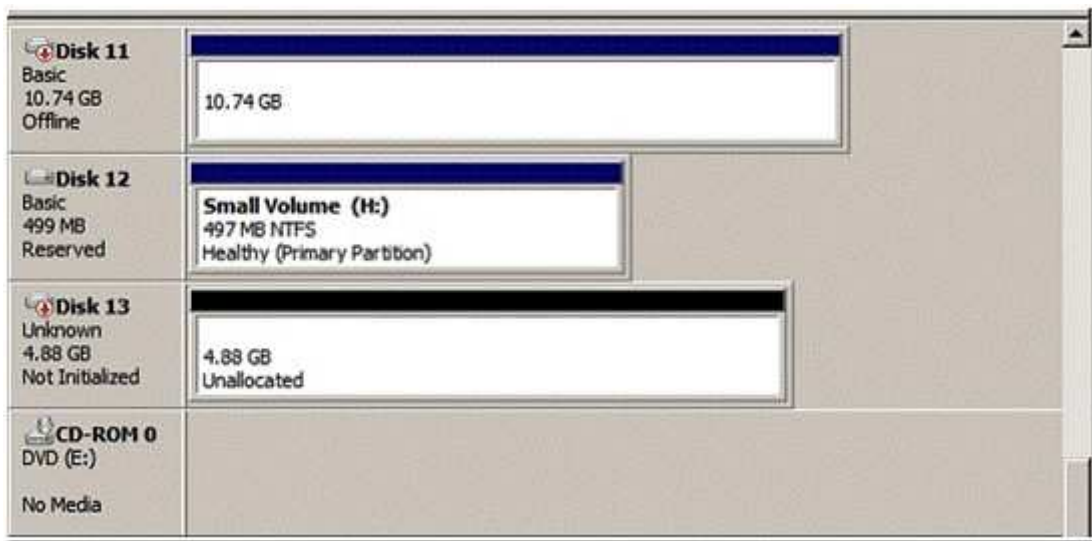 Disk 11
Basic
10.74 GB
Offline
10.74 GB
Disk 12
Basic
499 MB
Reserved
Small Volume (H:)
497 MB NTFS
Healthy (Primary Partition)
Disk 13
Unknown
4.88 GB
Not Initialized
4.88 GB
Unallocated
CD-ROM 0
DVD (E:)
No Media